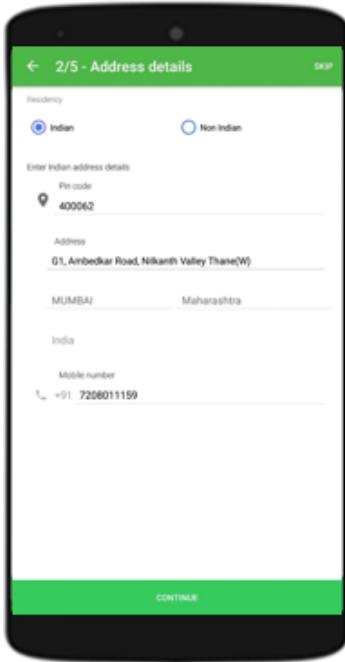 2/5 - Address details SKIP
Residency
Indian Non Indian
Enter Indian address details
Pin code
400062
Address
G1, Ambedkar Road, Nilkanth Valley Thane(W)
MUMBAI Maharashtra
India
Mobile number
+91 7208011159
CONTINUE